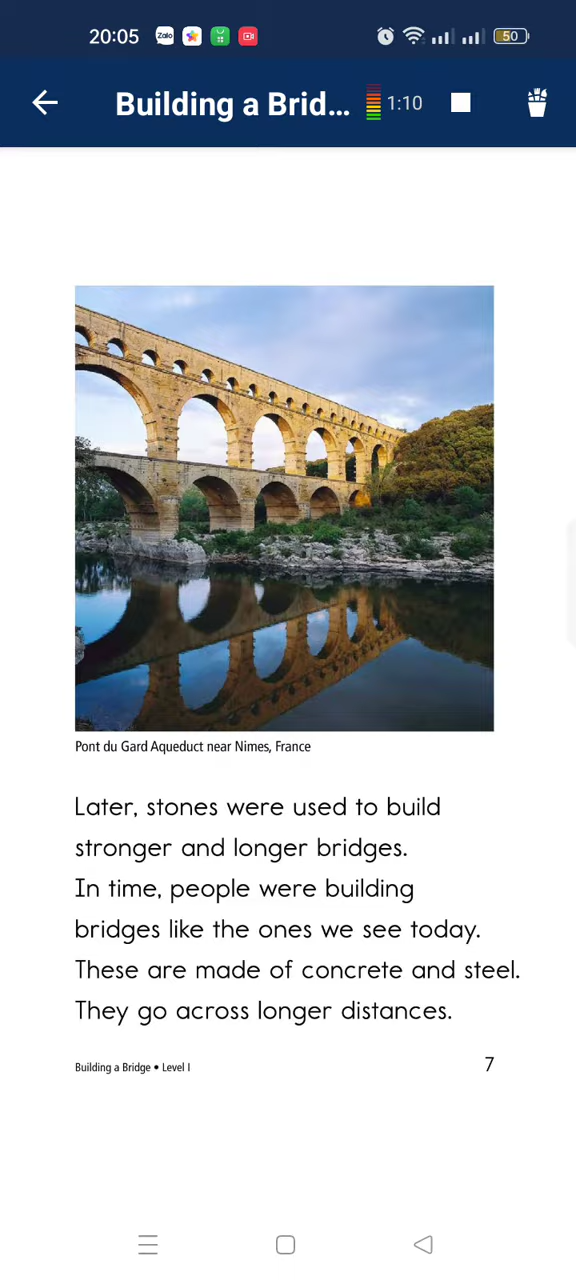 20:05
Zalo
50
Building a Brid...
1:10
Pont du Gard Aqueduct near Nimes, France
Later, stones were used to build
stronger and longer bridges.
In time, people were building
bridges like the ones we see today.
These are made of concrete and steel.
They go across longer distances.
Building a Bridge • Level I
7